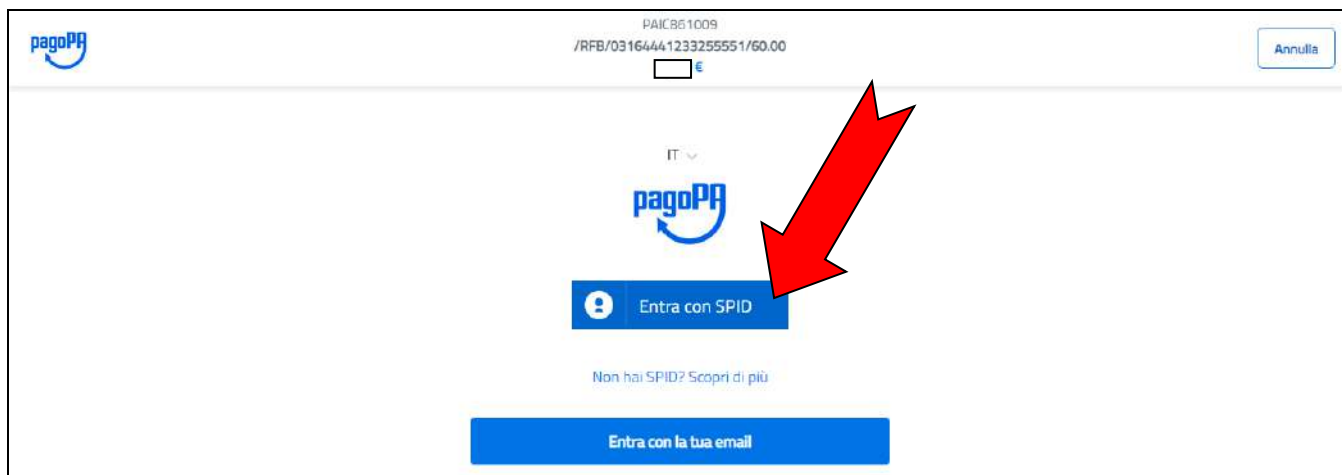 pagoPA
PAIC861009
/RFB/03164441233255551/60.00
€
Annulla
IT
pagoPA
Entra con SPID
Non hai SPID? Scopri di più
Entra con la tua email